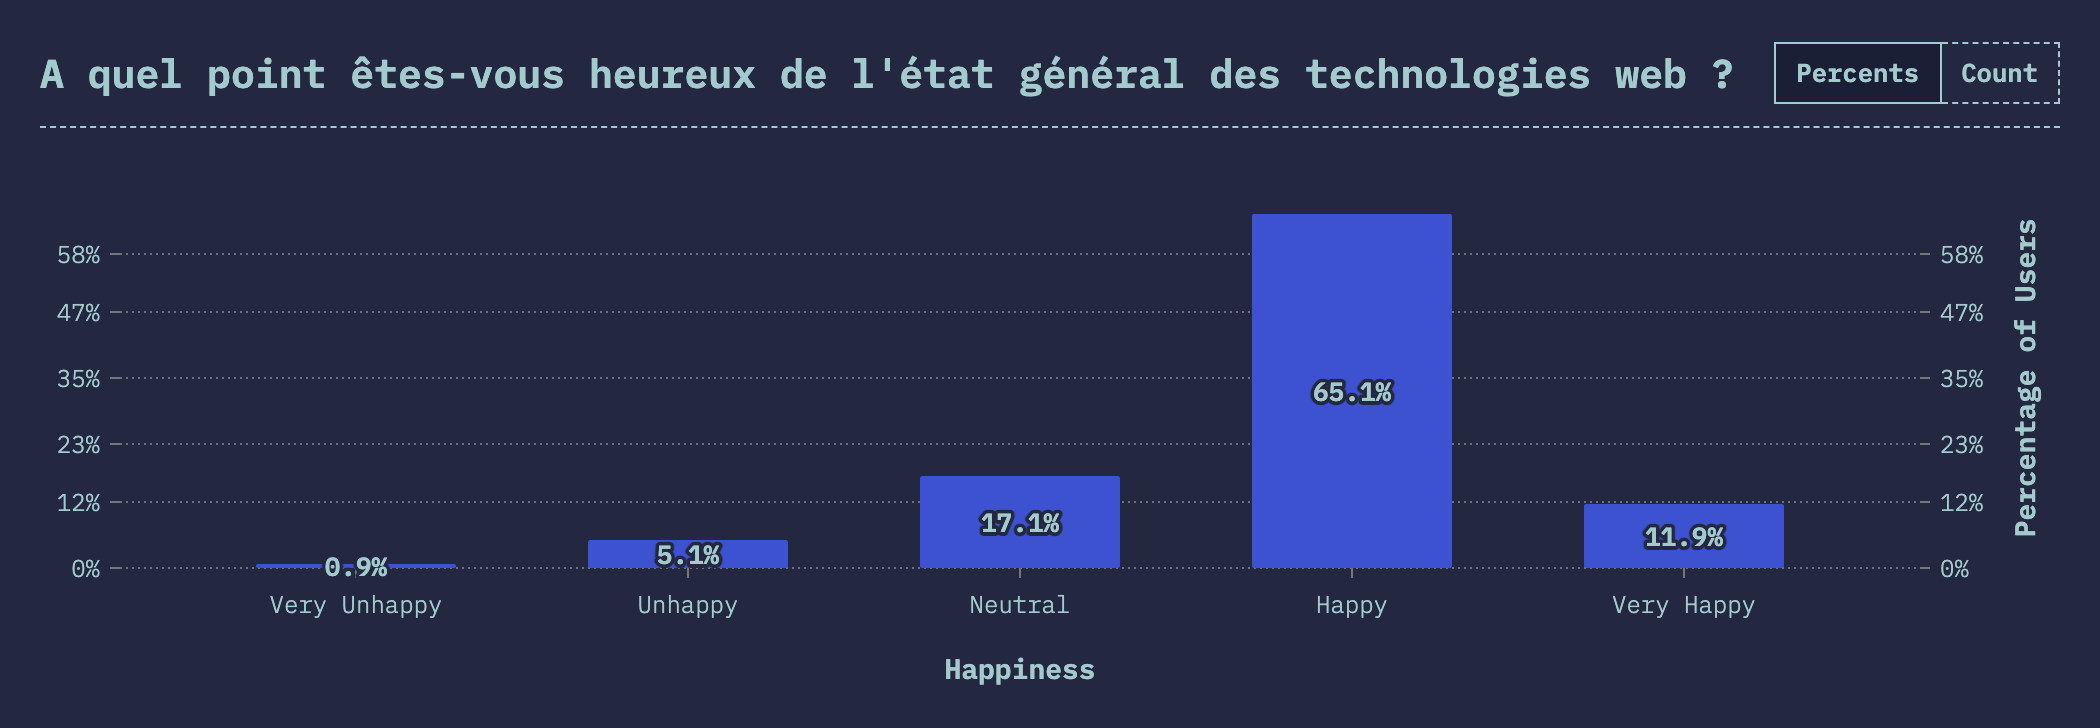 A quel point êtes-vous heureux de l'état général des technologies web ?
Percents
Count
58%
47%
35%
23%
12%
0%
0.9%
5.1%
17.1%
65.1%
11.9%
58%
47%
35%
23%
12%
0%
Percentage of Users
Very Unhappy
Unhappy
Neutral
Happy
Very Happy
Happiness